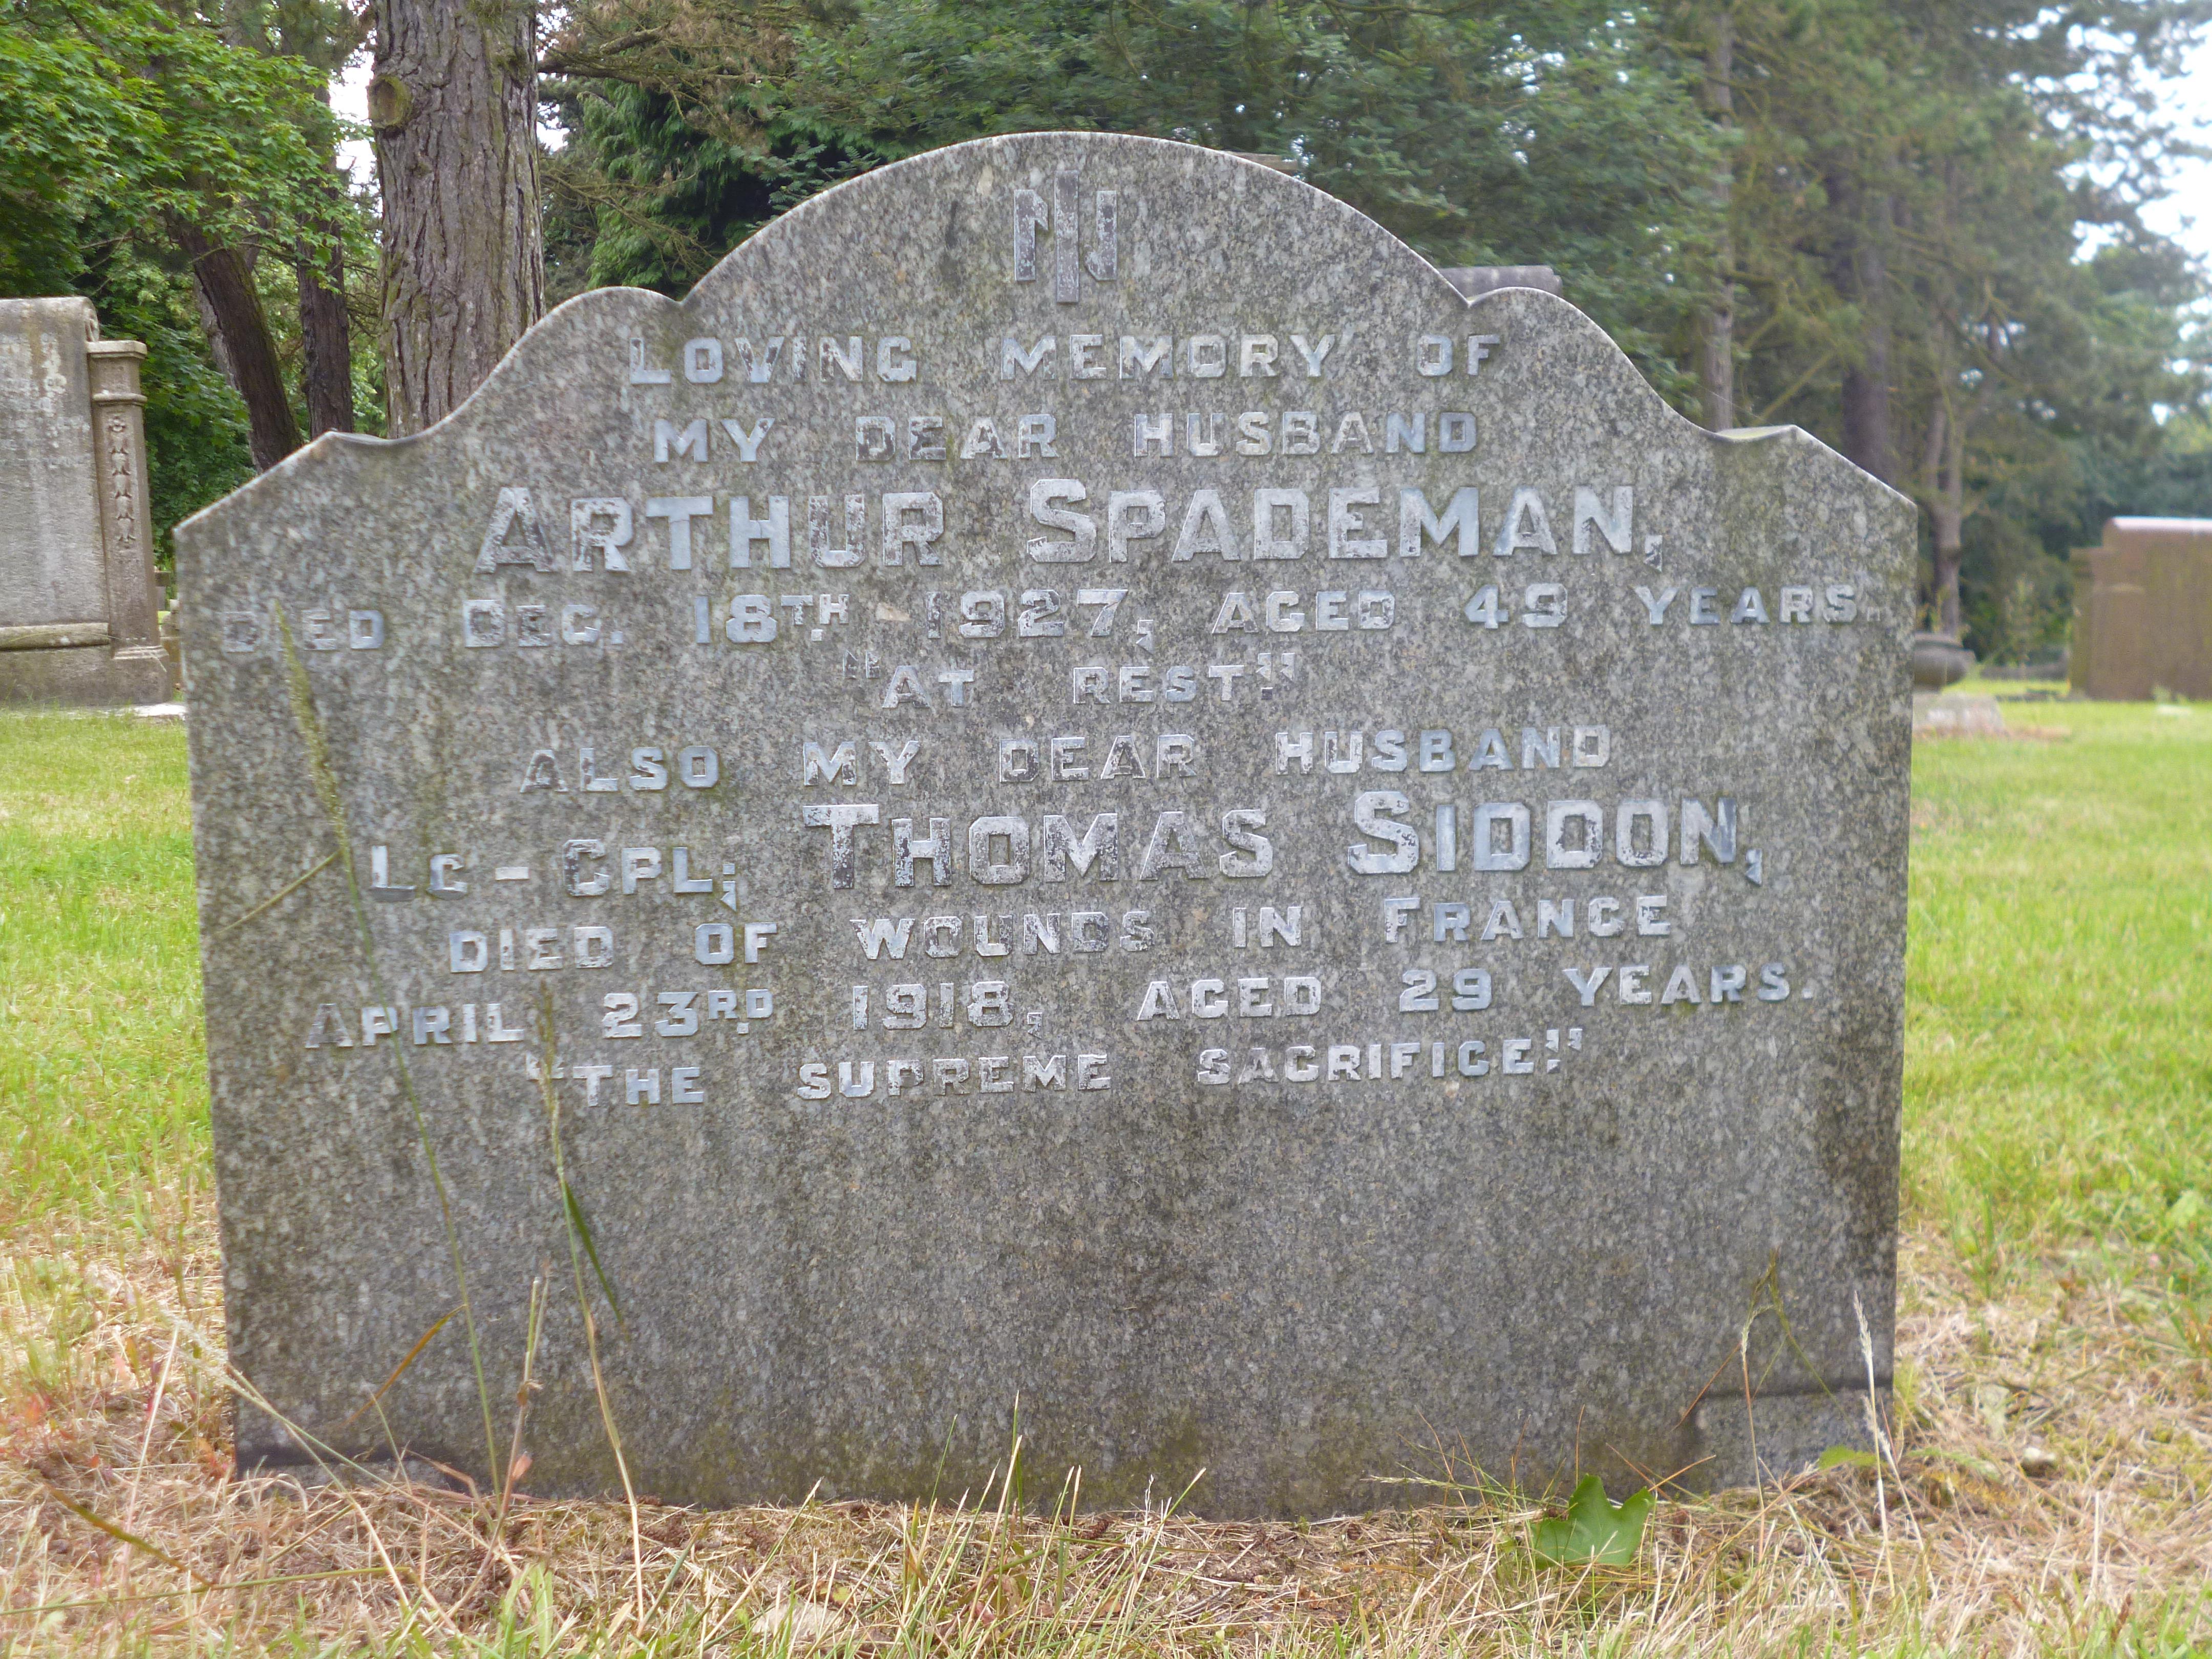 IN
LOVING MEMORY OF
MY DEAR HUSBAND
ARTHUR SPADEMAN,
DIED DEC. 18TH 1927, AGED 49 YEARS.
"AT REST"
ALSO MY DEAR HUSBAND
LC-CPL; THOMAS SIDDON,
DIED OF WOUNDS IN FRANCE
APRIL 23RD 1918, AGED 29 YEARS.
"THE SUPREME SACRIFICE"